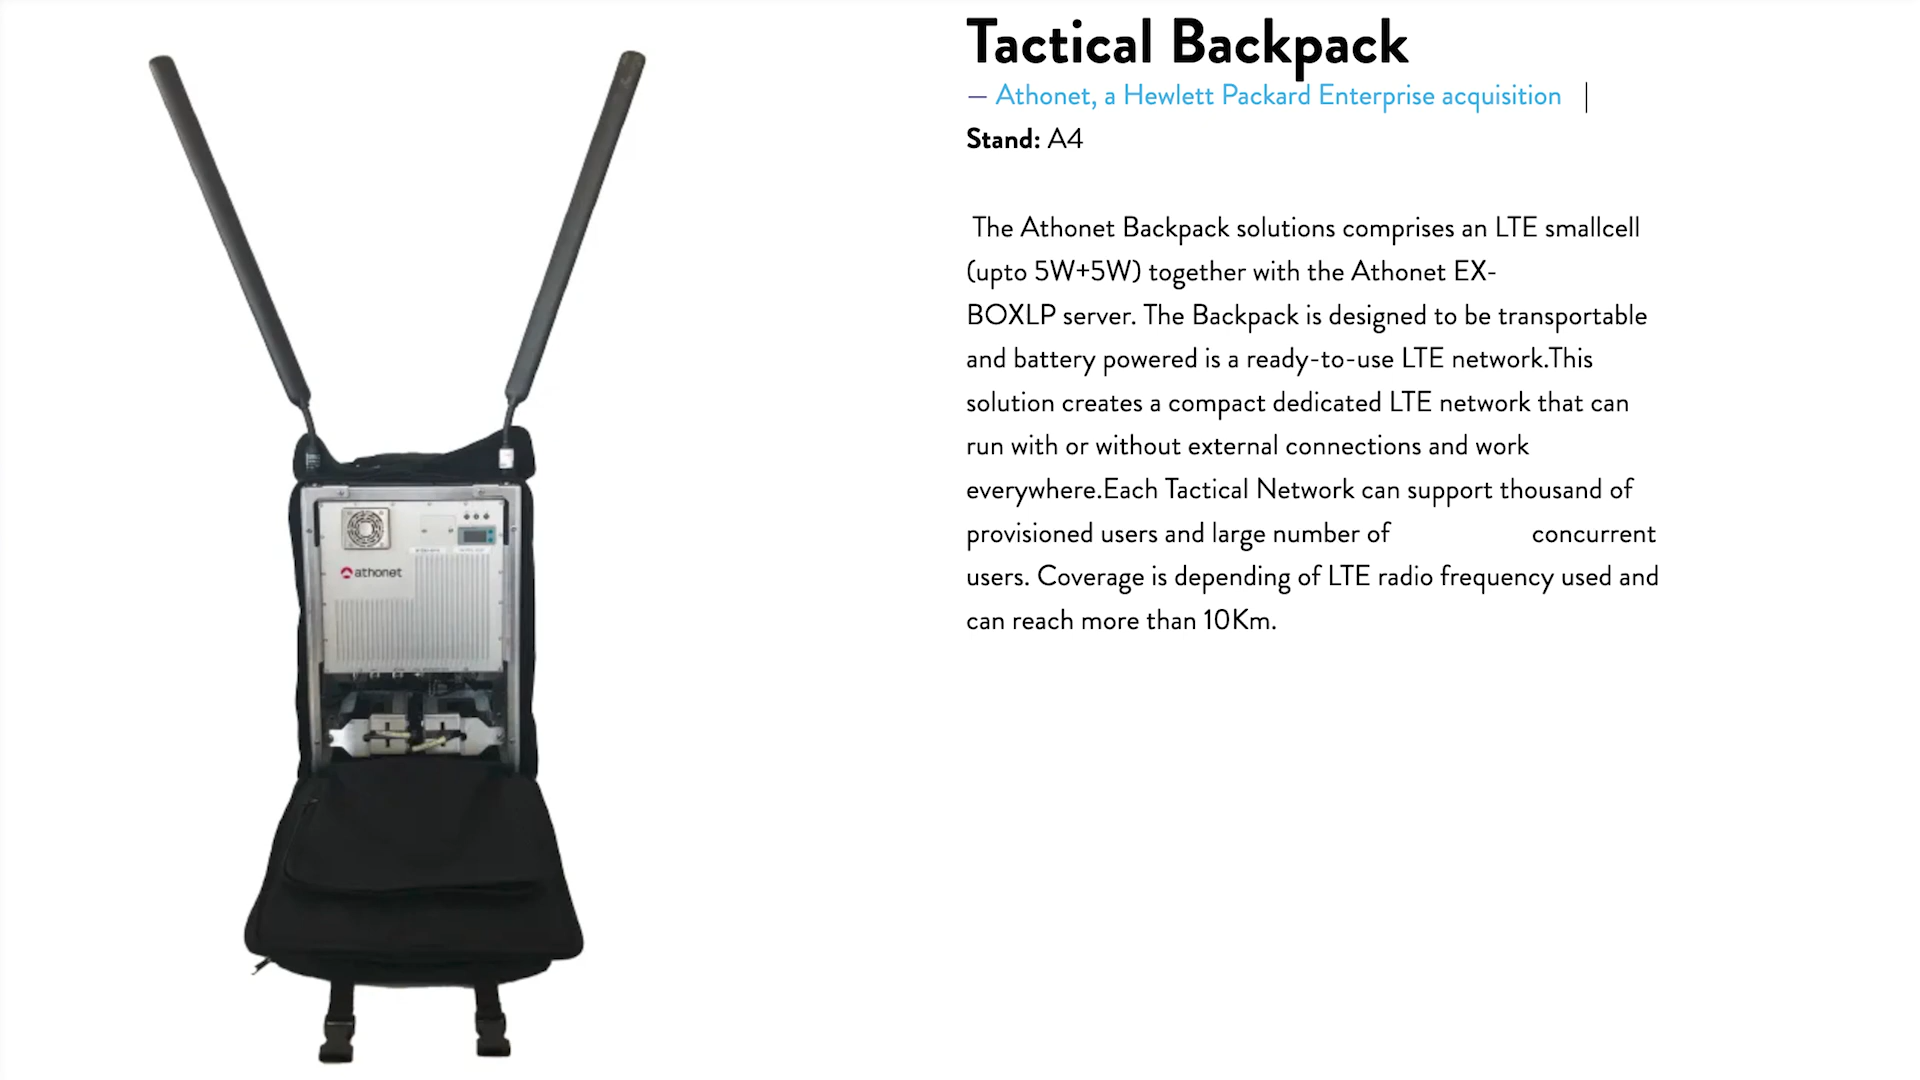 Tactical Backpack
— Athonet, a Hewlett Packard Enterprise acquisition |
Stand: A4
The Athonet Backpack solutions comprises an LTE smallcell
(upto 5W+5W) together with the Athonet EX-
BOXLP server. The Backpack is designed to be transportable
and battery powered is a ready-to-use LTE network.This
solution creates a compact dedicated LTE network that can
run with or without external connections and work
everywhere.Each Tactical Network can support thousand of
provisioned users and large number of concurrent
users. Coverage is depending of LTE radio frequency used and
can reach more than 10Km.
athonet